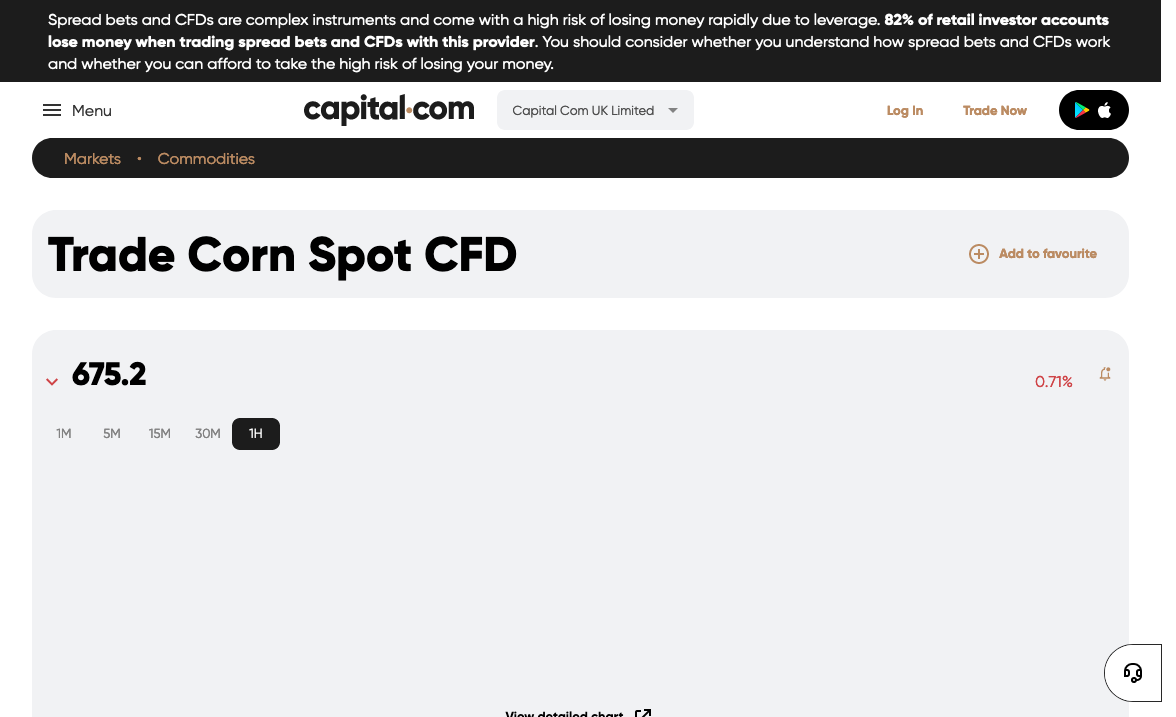 Spread bets and CFDs are complex instruments and come with a high risk of losing money rapidly due to leverage. 82% of retail investor accounts
lose money when trading spread bets and CFDs with this provider. You should consider whether you understand how spread bets and CFDs work
and whether you can afford to take the high risk of losing your money.
Menu
capital.com
Capital Com UK Limited
Log In
Trade Now
Markets • Commodities
Trade Corn Spot CFD
Add to favourite
675.2
0.71%
1M 5M 15M 30M 1H
View detailed chart